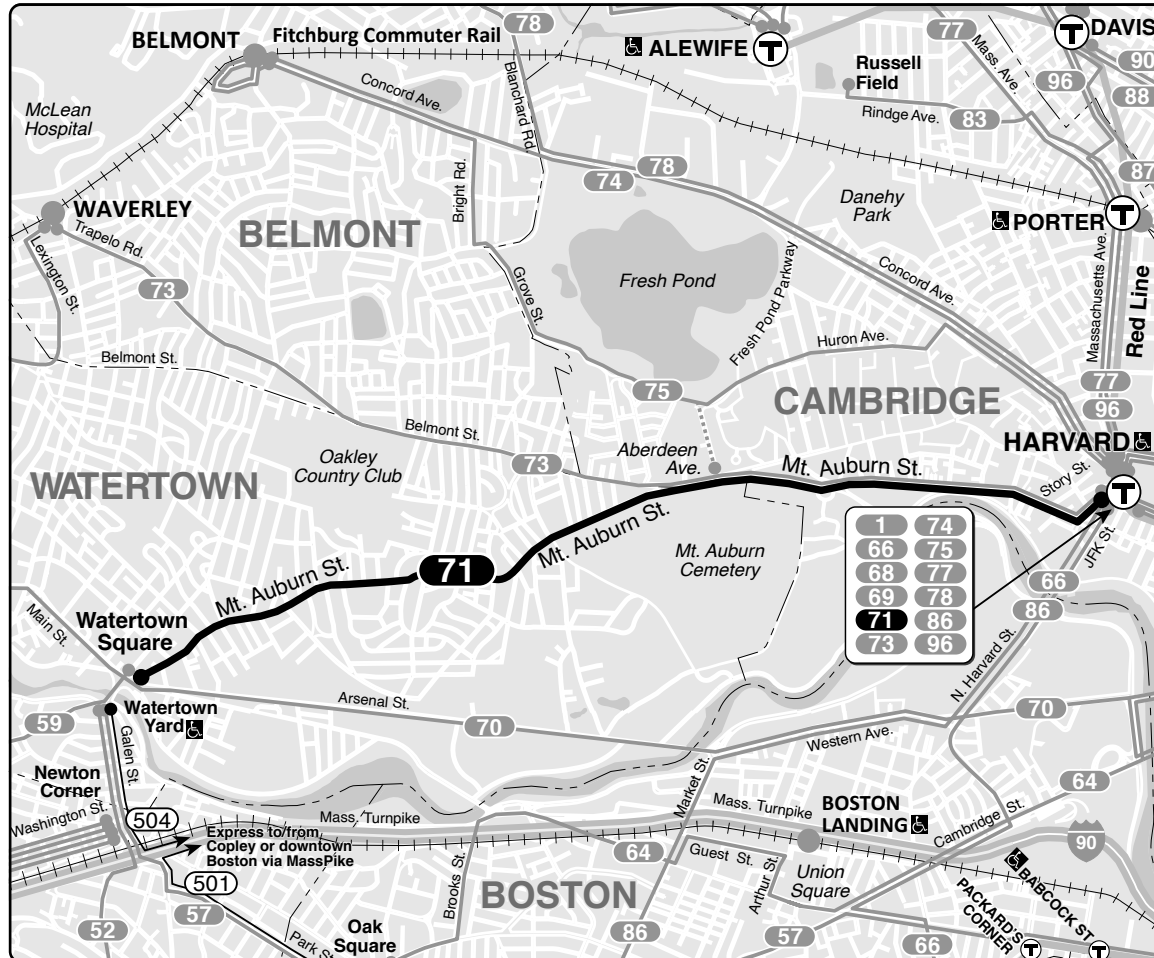 78
BELMONT
Fitchburg Commuter Rail
ALEWIFE
T
77
T
DAVIS
Mass. Ave.
90
96
88
Russell
Field
Rindge Ave.
83
87
McLean
Hospital
Concord Ave.
Blanchard Rd.
78
74
Bright Rd.
Danehy
Park
PORTER
T
WAVERLEY
Trapelo Rd.
Lexington St.
BELMONT
73
Grove St.
Fresh Pond
Fresh Pond Parkway
Concord Ave.
Massachusetts Ave.
Red Line
Huron Ave.
Belmont St.
75
CAMBRIDGE
77
96
HARVARD
Belmont St.
73
Aberdeen
Ave.
Oakley
Country Club
WATERTOWN
Mt. Auburn St.
Story St.
T
JFK St.
Mt. Auburn St.
71
Mt. Auburn St.
Mt. Auburn
Cemetery
1 74
66 75
68 77
69 78
71 86
73 96
66
86
N. Harvard St.
Main St.
Watertown
Square
Arsenal St.
70
70
Western Ave.
59
Watertown
Yard
Galen St.
Newton
Corner
Washington St.
504
Express to/from
Copley or downtown
Boston via MassPike
501
Mass. Turnpike
Market St.
Mass. Turnpike
BOSTON
LANDING
Cambridge St.
64
90
64
Guest St.
Arthur St.
Union
Square
BOSTON
Brooks St.
57
52
Park St.
Oak
Square
86
57
66
PACKARD'S
CORNER
T
BABCOCK ST
T